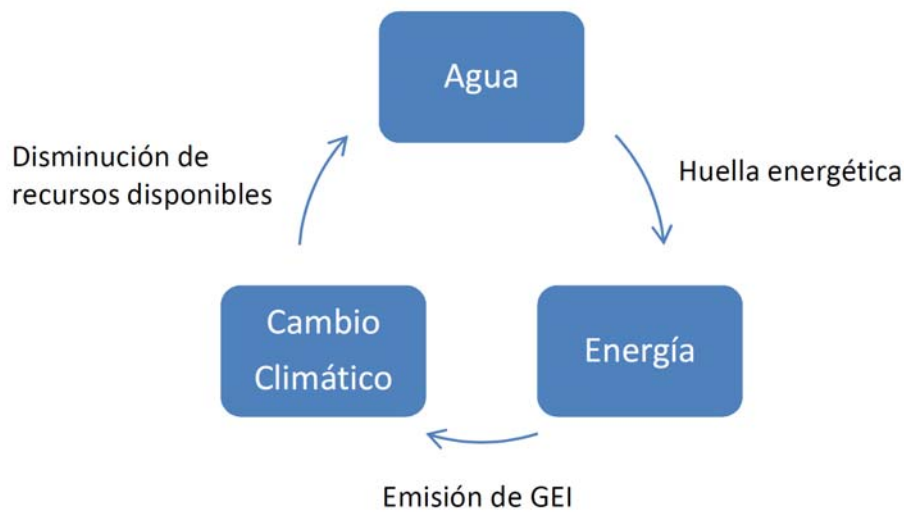 Agua
Disminución de
recursos disponibles
Huella energética
Cambio
Climático
Energía
Emisión de GEI